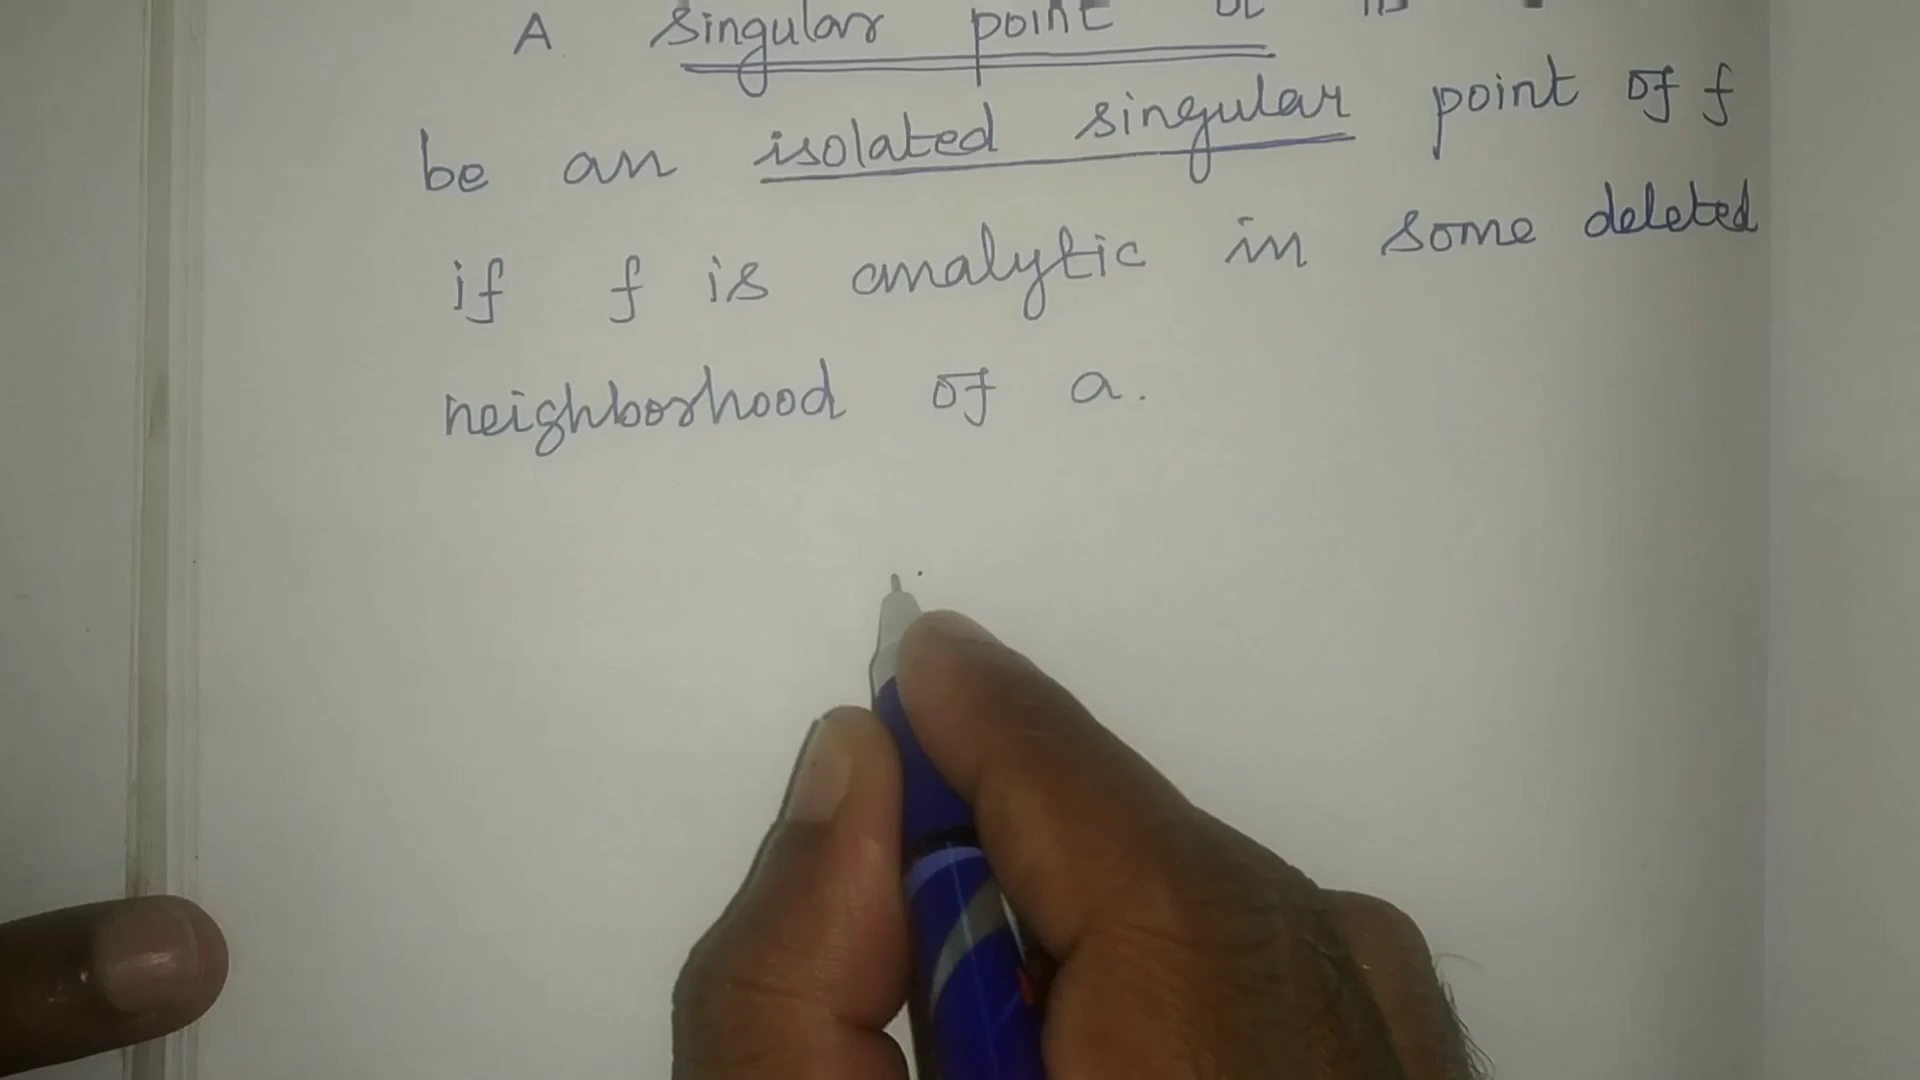 A singular point
be an isolated singular point of f
if f is analytic in some deleted
neighborhood of a.